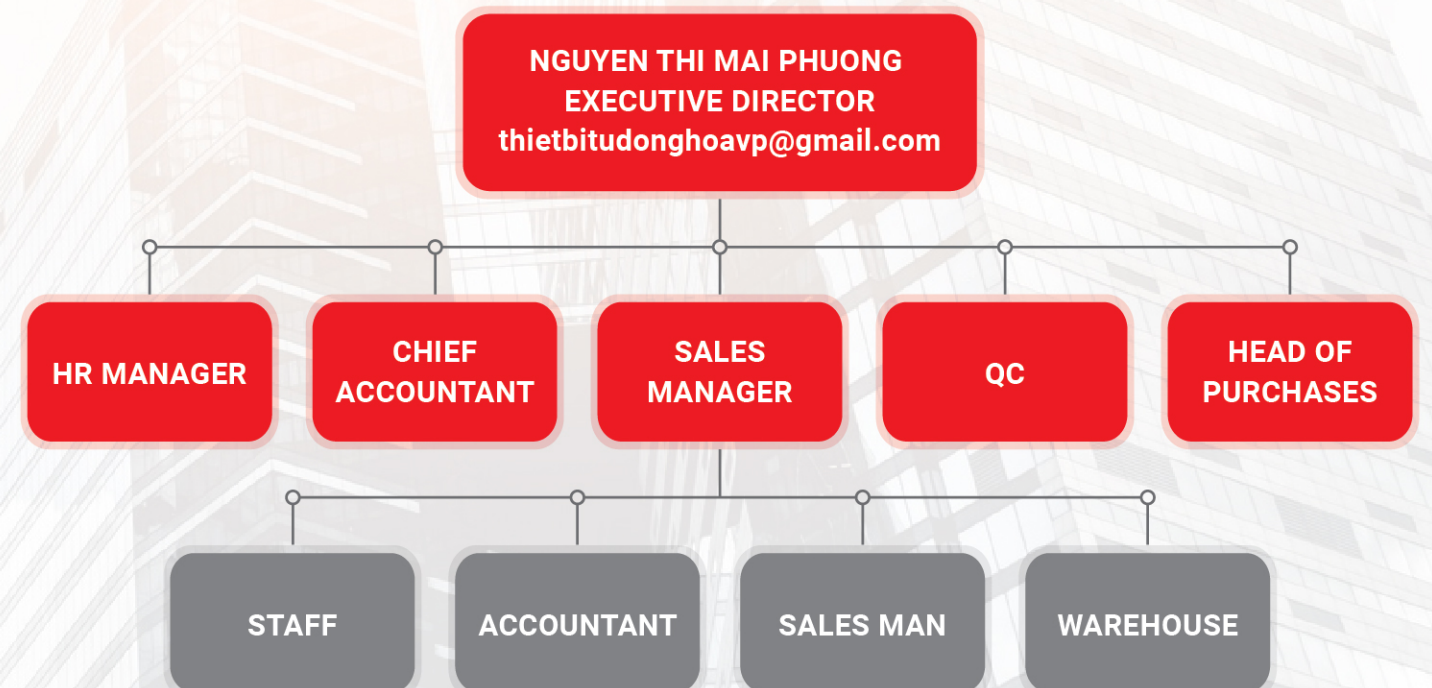 NGUYEN THI MAI PHUONG
EXECUTIVE DIRECTOR
thietbitudonghoavp@gmail.com
HR MANAGER
CHIEF
ACCOUNTANT
SALES
MANAGER
QC
HEAD OF
PURCHASES
STAFF
ACCOUNTANT
SALES MAN
WAREHOUSE